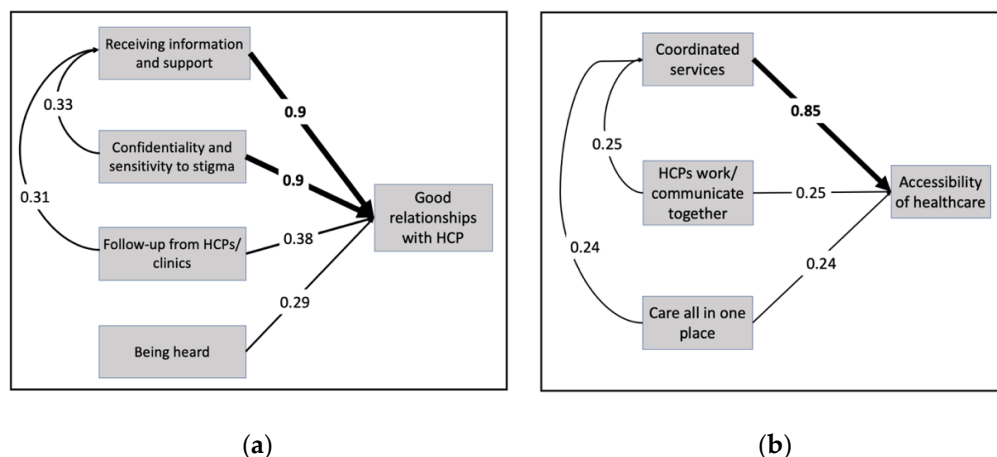 Receiving information
and support
0.33
0.9
Confidentiality and
sensitivity to stigma
0.9
0.31
Good
relationships
with HCP
Follow-up from HCPs/
clinics
0.38
0.29
Being heard
(a)
Coordinated
services
0.85
0.25
HCPs work/
communicate
together
0.25
Accessibility
of healthcare
0.24
0.24
Care all in one
place
(b)